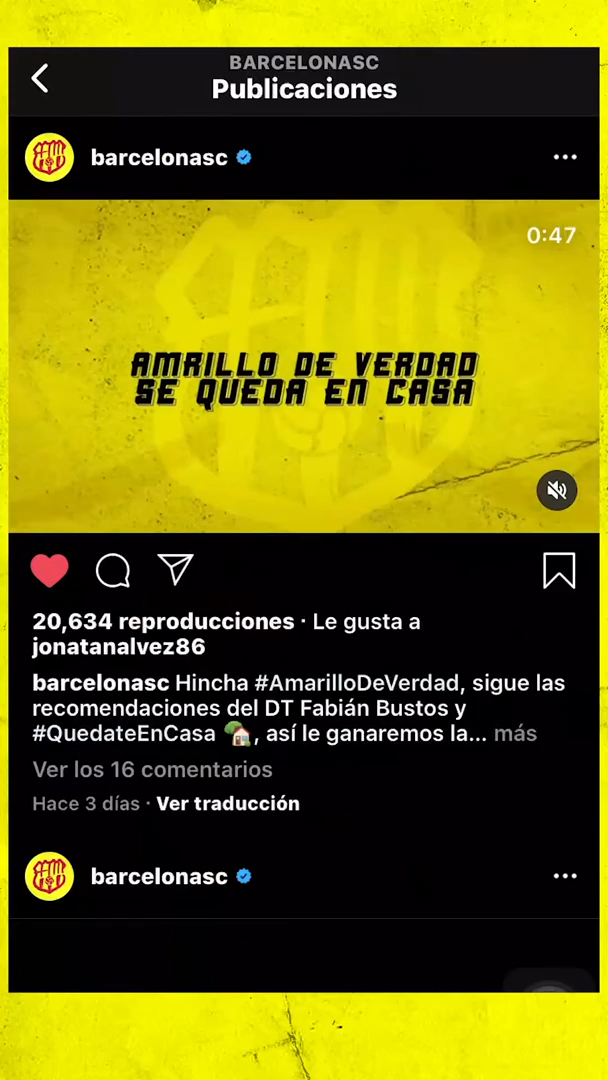 BARCELONASC
Publicaciones
barcelonasc
0:47
AMRILLO DE VERDAD
SE QUEDA EN CASA
20,634 reproducciones · Le gusta a
jonatanalvez86
barcelonasc Hincha #AmarilloDeVerdad, sigue las
recomendaciones del DT Fabián Bustos y
#QuedateEnCasa 🏡, así le ganaremos la... más
Ver los 16 comentarios
Hace 3 días · Ver traducción
barcelonasc